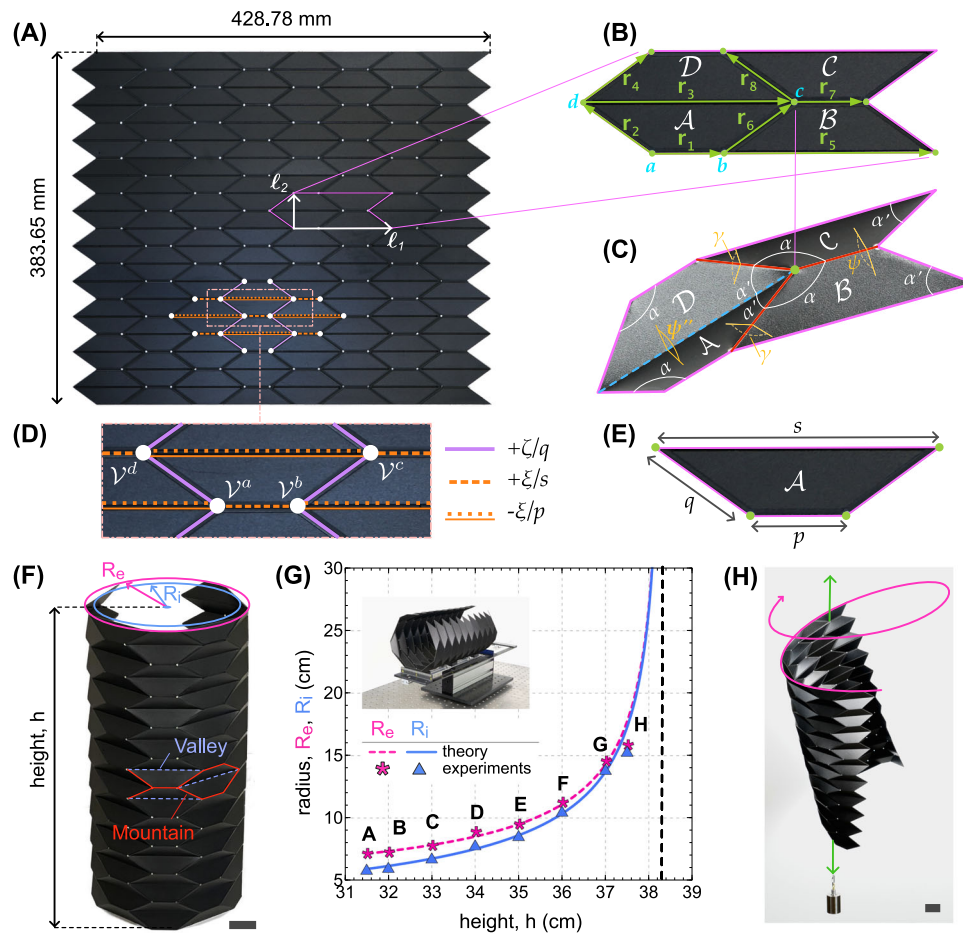 (A)
428.78 mm
383.65 mm
ℓ₂
ℓ₁
(B)
D
C
r₄
r₃
r₈
c
r₇
d
r₂
A
r₆
B
r₁
r₅
a
b
(C)
γ
α
C
α'
ψ'
D
α'
α
B
α'
α
ψ''
A
α'
γ
α
(D)
𝒱ᵈ
𝒱ᶜ
𝒱ᵃ
𝒱ᵇ
+ζ/q
+ξ/s
-ξ/p
(E)
s
A
q
p
(F)
Rₑ
Rᵢ
height, h
Valley
Mountain
(G)
radius, Rₑ, Rᵢ (cm)
30
25
20
15
10
5
Rₑ Rᵢ
theory
experiments
A
B
C
D
E
F
G
H
31 32 33 34 35 36 37 38 39
height, h (cm)
(H)